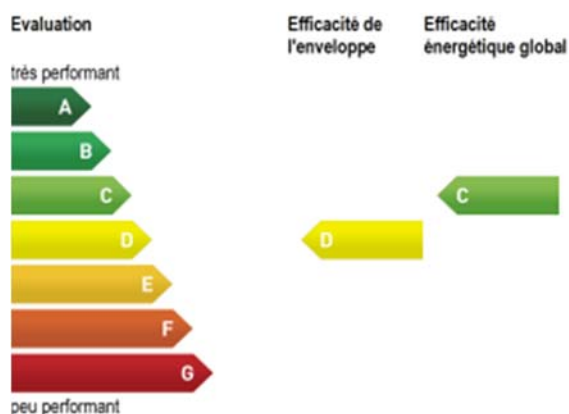 Evaluation
Efficacité de
l'enveloppe
Efficacité
énergétique global
très performant
A
B
C
C
D
D
E
F
G
peu performant